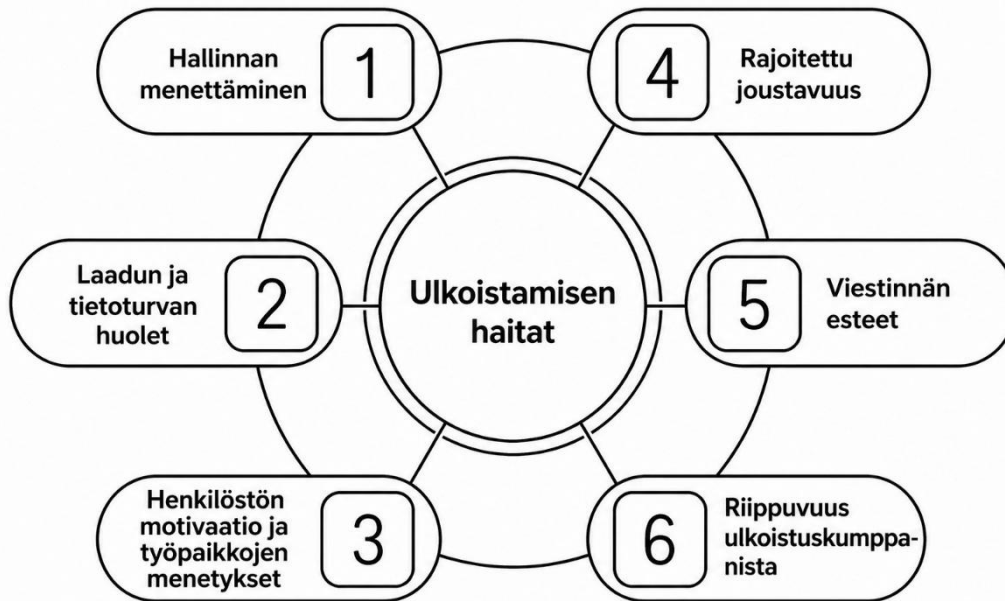 Hallinnan
menettäminen
1
Laadun ja
tietoturvan
huolet
2
Henkilöstön
motivaatio ja
työpaikkojen
menetykset
3
Ulkoistamisen
haitat
4
Rajoitettu
joustavuus
5
Viestinnän
esteet
6
Riippuvuus
ulkoistuskumppa-
nista